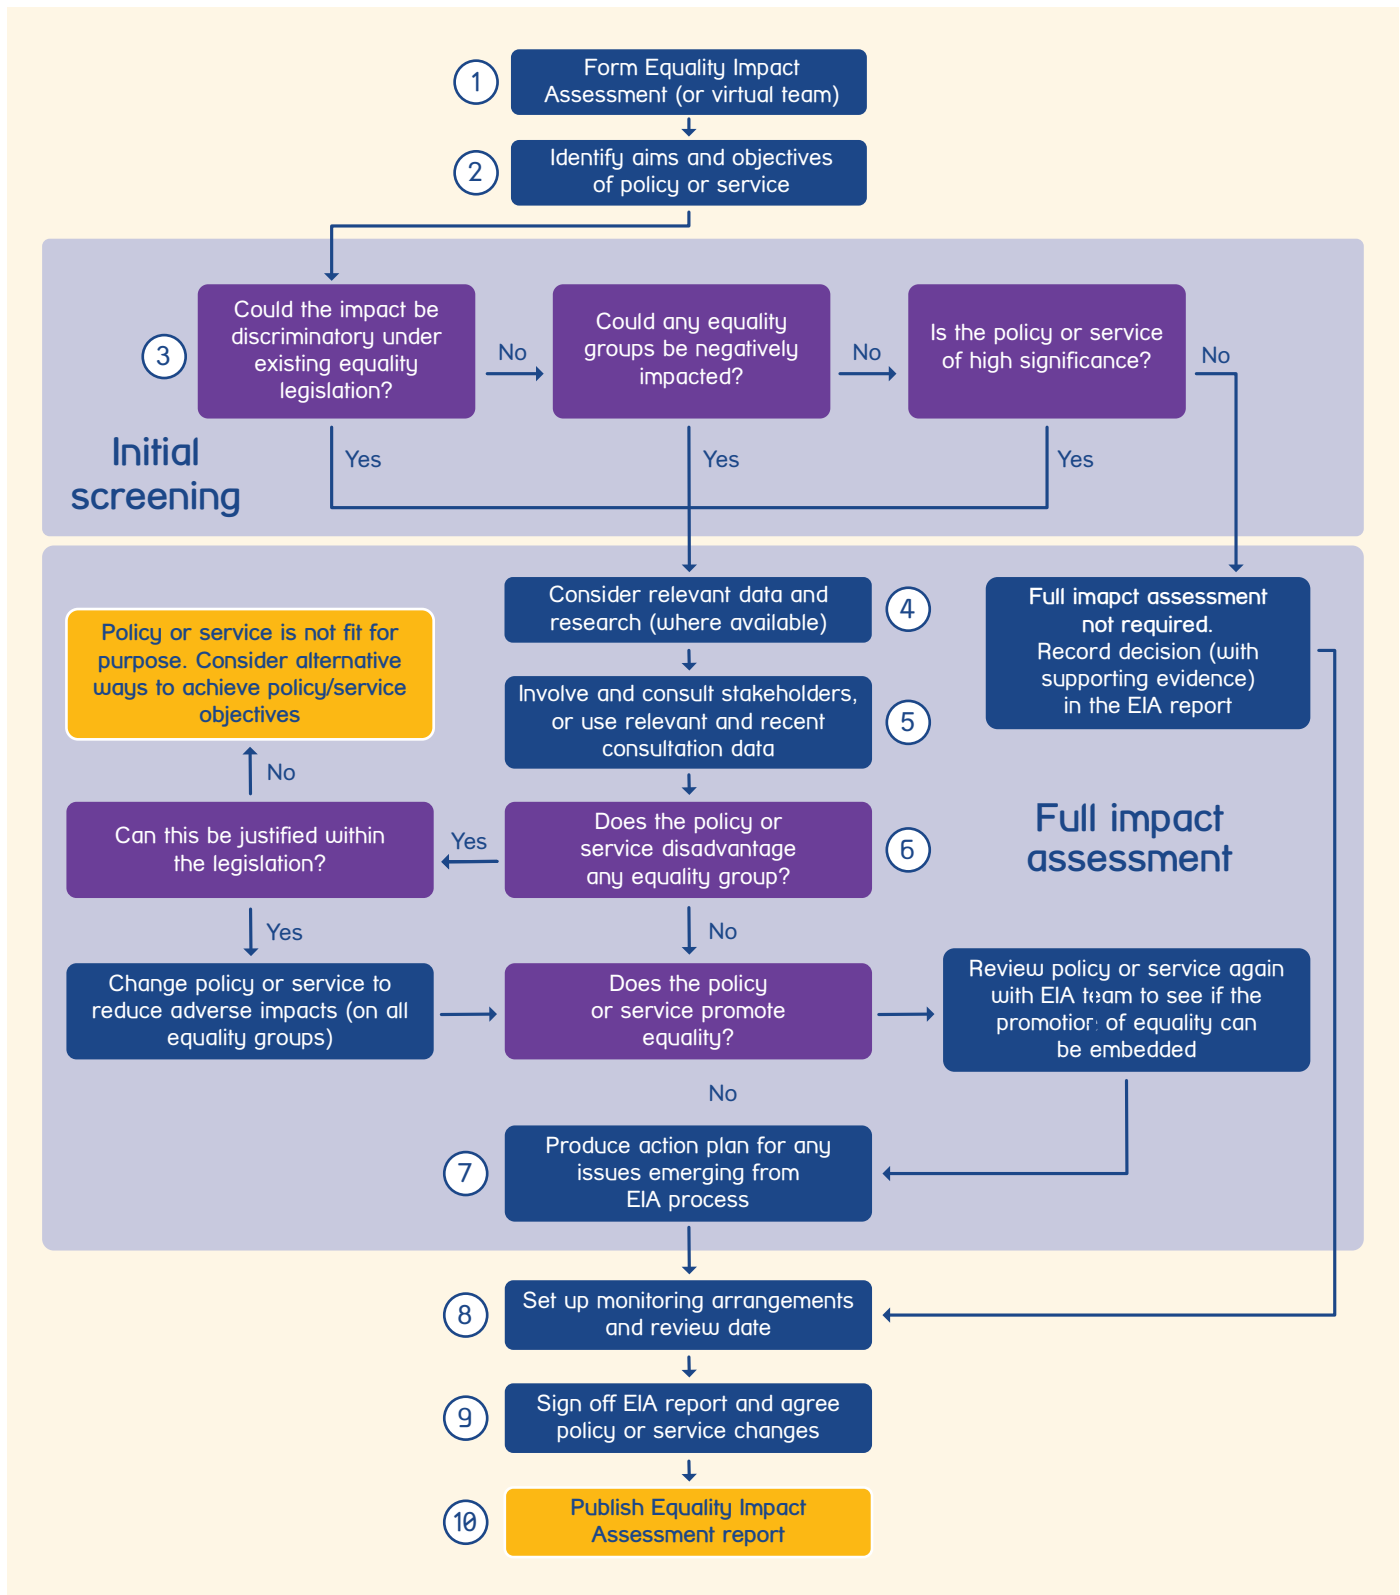 1
Form Equality Impact
Assessment (or virtual team)
2
Identify aims and objectives
of policy or service
3
Could the impact be
discriminatory under
existing equality
legislation?
No
Could any equality
groups be negatively
impacted?
No
Is the policy or service
of high significance?
No
Initial
screening
Yes
Yes
Yes
Consider relevant data and
research (where available)
4
Full imapct assessment
not required.
Record decision (with
supporting evidence)
in the EIA report
Policy or service is not fit for
purpose. Consider alternative
ways to achieve policy/service
objectives
Involve and consult stakeholders,
or use relevant and recent
consultation data
5
No
Can this be justified within
the legislation?
Yes
Does the policy or
service disadvantage
any equality group?
6
Full impact
assessment
Yes
No
Change policy or service to
reduce adverse impacts (on all
equality groups)
Does the policy
or service promote
equality?
Review policy or service again
with EIA team to see if the
promotion of equality can
be embedded
No
7
Produce action plan for any
issues emerging from
EIA process
8
Set up monitoring arrangements
and review date
9
Sign off EIA report and agree
policy or service changes
10
Publish Equality Impact
Assessment report